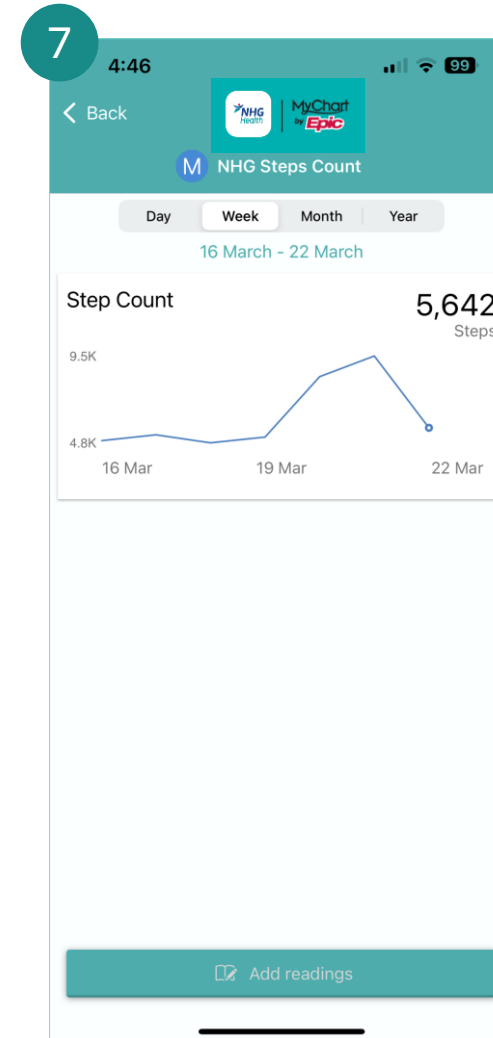 7
4:46
99
Back
NHG
Health
MyChart
by Epic
M NHG Steps Count
Day Week Month Year
16 March - 22 March
Step Count
5,642
Steps
9.5K
4.8K
16 Mar 19 Mar 22 Mar
Add readings